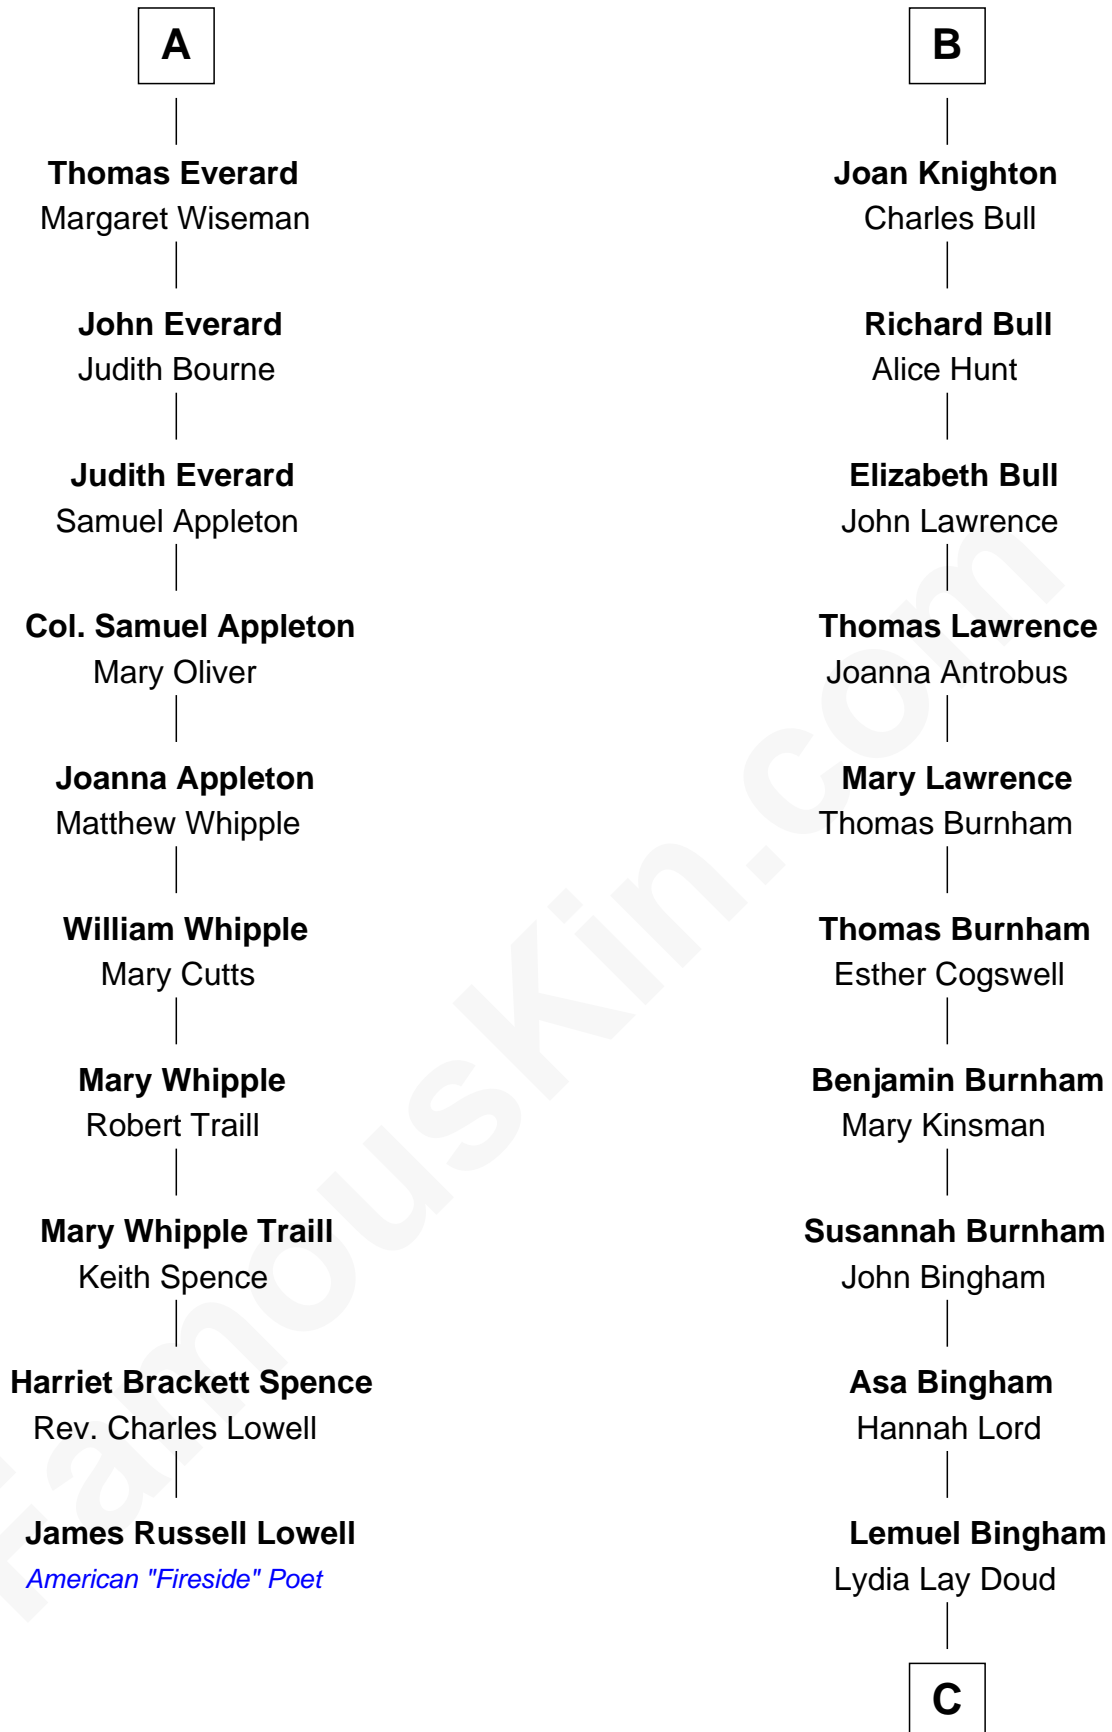 A
Thomas Everard
Margaret Wiseman
John Everard
Judith Bourne
Judith Everard
Samuel Appleton
Col. Samuel Appleton
Mary Oliver
Joanna Appleton
Matthew Whipple
William Whipple
Mary Cutts
Mary Whipple
Robert Traill
Mary Whipple Traill
Keith Spence
Harriet Brackett Spence
Rev. Charles Lowell
James Russell Lowell
American "Fireside" Poet
B
Joan Knighton
Charles Bull
Richard Bull
Alice Hunt
Elizabeth Bull
John Lawrence
Thomas Lawrence
Joanna Antrobus
Mary Lawrence
Thomas Burnham
Thomas Burnham
Esther Cogswell
Benjamin Burnham
Mary Kinsman
Susannah Burnham
John Bingham
Asa Bingham
Hannah Lord
Lemuel Bingham
Lydia Lay Doud
C
FamousKin.com